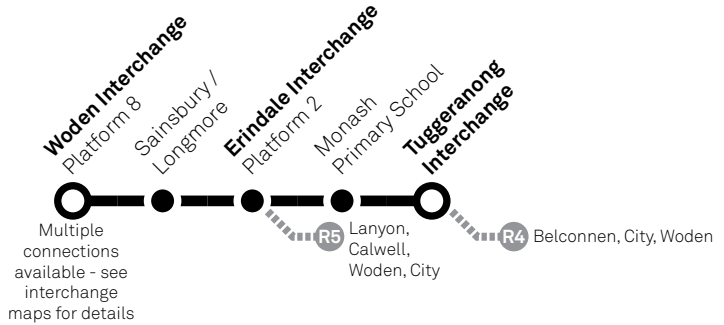 Woden Interchange
Platform 8
Sainsbury /
Longmore
Erindale Interchange
Platform 2
Monash
Primary School
Tuggeranong
Interchange
Multiple
connections
available - see
interchange
maps for details
R5
Lanyon,
Calwell,
Woden, City
R4
Belconnen, City, Woden